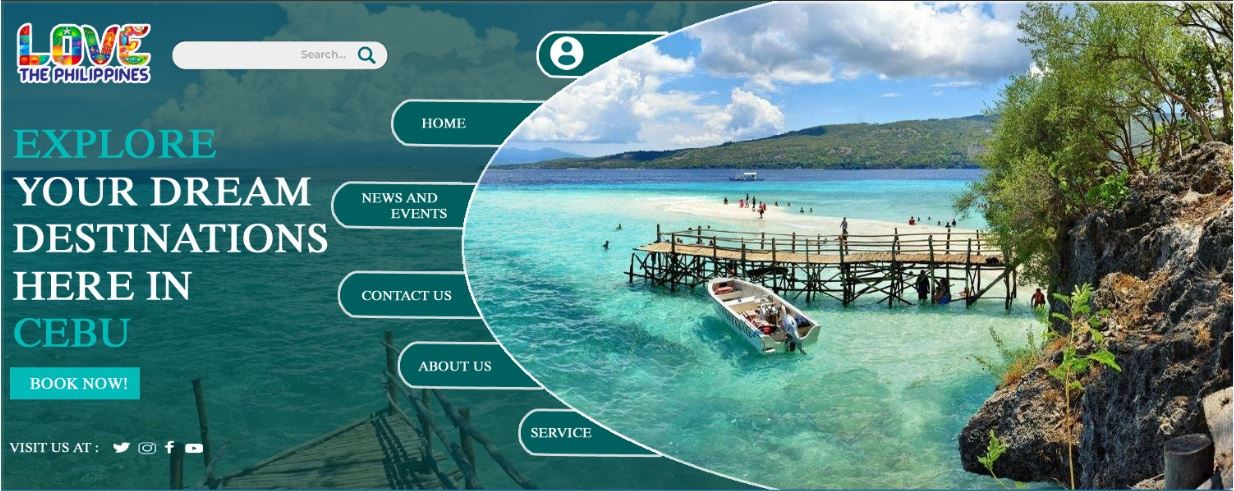 LOVE
THE PHILIPPINES
Search...
HOME
NEWS AND
EVENTS
CONTACT US
ABOUT US
SERVICE
EXPLORE
YOUR DREAM
DESTINATIONS
HERE IN
CEBU
BOOK NOW!
VISIT US AT :